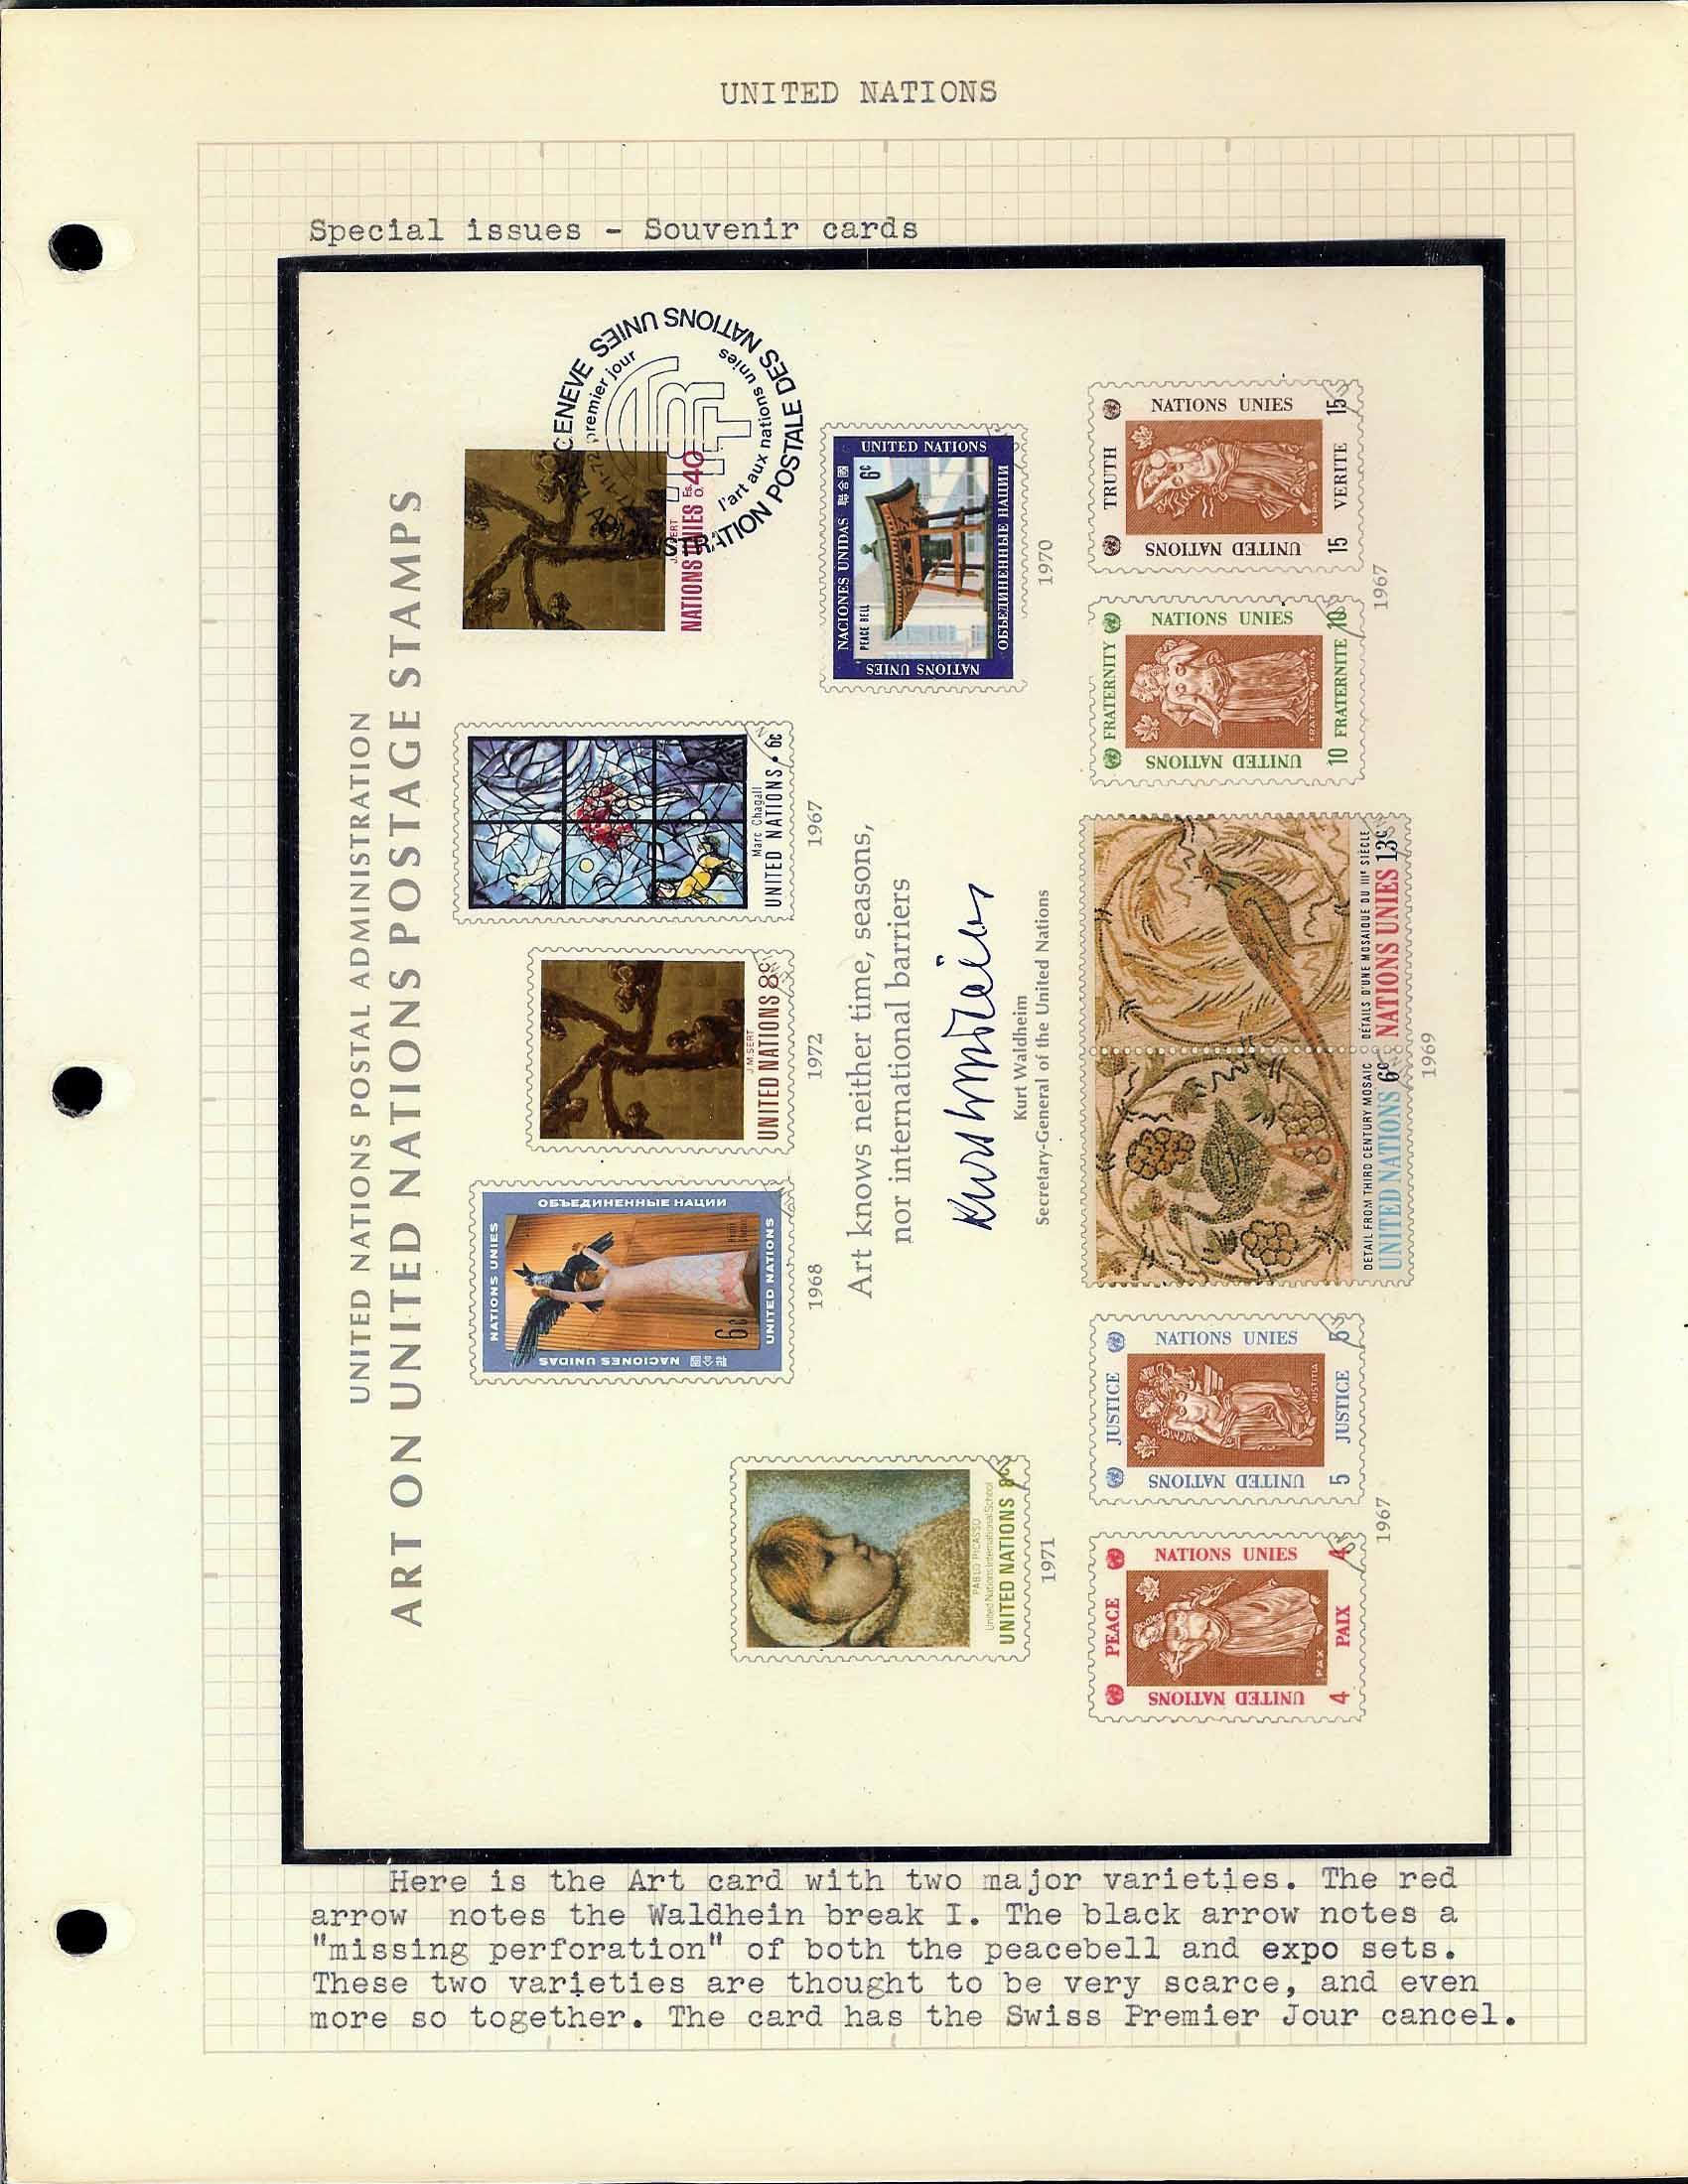 UNITED NATIONS
Special issues - Souvenir cards
UNITED NATIONS POSTAL ADMINISTRATION
ART ON UNITED NATIONS POSTAGE STAMPS
NATIONS UNIES
OБЪЕДИНЕННЫЕ НАЦИИ
NACIONES UNIDAS
6c
UNITED NATIONS
1968
J.M.SERT
UNITED NATIONS 8c
1972
Marc Chagall
UNITED NATIONS • 6c
1967
NATIONS UNIES F.s. 0.40
GENEVE
ADMINISTRATION POSTALE DES NATIONS UNIES
premier jour
l'art aux nations unies
PABLO PICASSO
United Nations International School
UNITED NATIONS 8c
1971
Art knows neither time, seasons,
nor international barriers
Kurt Waldheim
Kurt Waldheim
Secretary-General of the United Nations
NACIONES UNIDAS 聯合國
PEACE BELL 6c
NATIONS UNIES
UNITED NATIONS
ОБЪЕДИНЕННЫЕ НАЦИИ
1970
PEACE
UNITED NATIONS
NATIONS UNIES
PAX
4 PAIX 4
JUSTICE
UNITED NATIONS
NATIONS UNIES
JUSTITIA
5 JUSTICE 5
1967
DETAIL FROM THIRD CENTURY MOSAIC
UNITED NATIONS 6c
DÉTAILS D'UNE MOSAIQUE DU IIIe SIÈCLE
NATIONS UNIES 13c
1969
FRATERNITY
UNITED NATIONS
NATIONS UNIES
FRATERNITAS
10 FRATERNITE 10
TRUTH
UNITED NATIONS
NATIONS UNIES
15 VERITE 15
1967
Here is the Art card with two major varieties. The red
arrow notes the Waldhein break I. The black arrow notes a
"missing perforation" of both the peacebell and expo sets.
These two varieties are thought to be very scarce, and even
more so together. The card has the Swiss Premier Jour cancel.